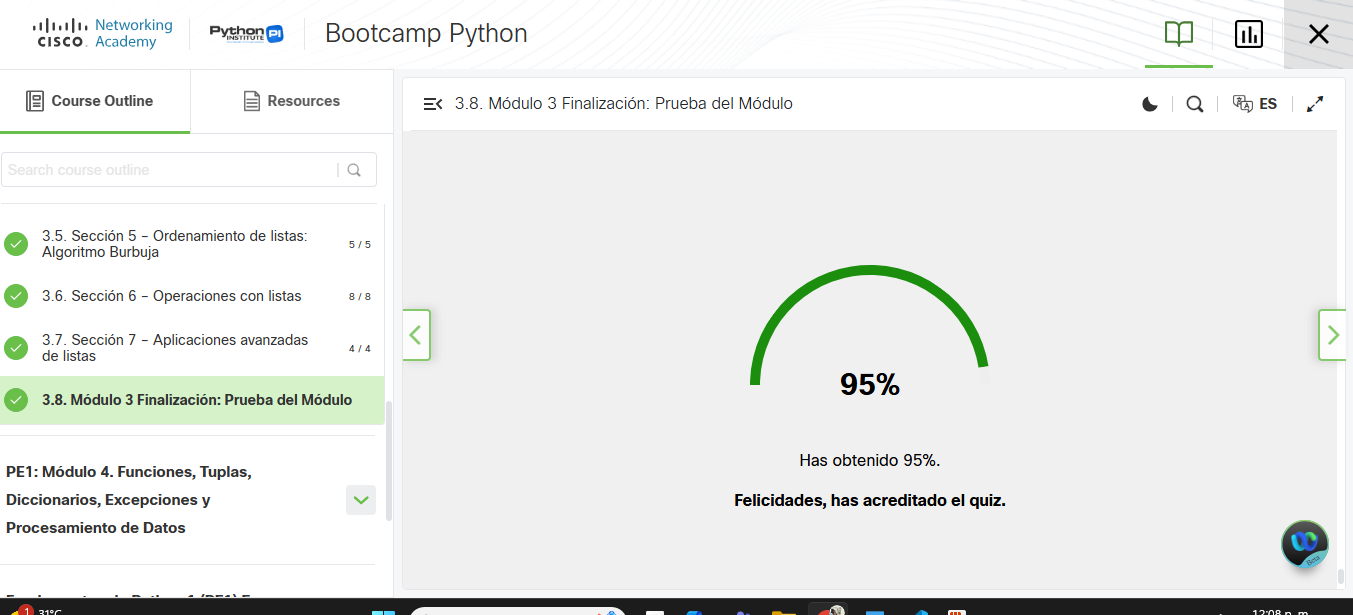 CISCO
Networking
Academy
Python
INSTITUTE
PI
Bootcamp Python
Course Outline
Resources
Search course outline
3.5. Sección 5 – Ordenamiento de listas:
Algoritmo Burbuja
5 / 5
3.6. Sección 6 – Operaciones con listas
8 / 8
3.7. Sección 7 – Aplicaciones avanzadas
de listas
4 / 4
3.8. Módulo 3 Finalización: Prueba del Módulo
PE1: Módulo 4. Funciones, Tuplas,
Diccionarios, Excepciones y
Procesamiento de Datos
3.8. Módulo 3 Finalización: Prueba del Módulo
ES
95%
Has obtenido 95%.
Felicidades, has acreditado el quiz.
Beta
1
31°C
12:08 p. m.